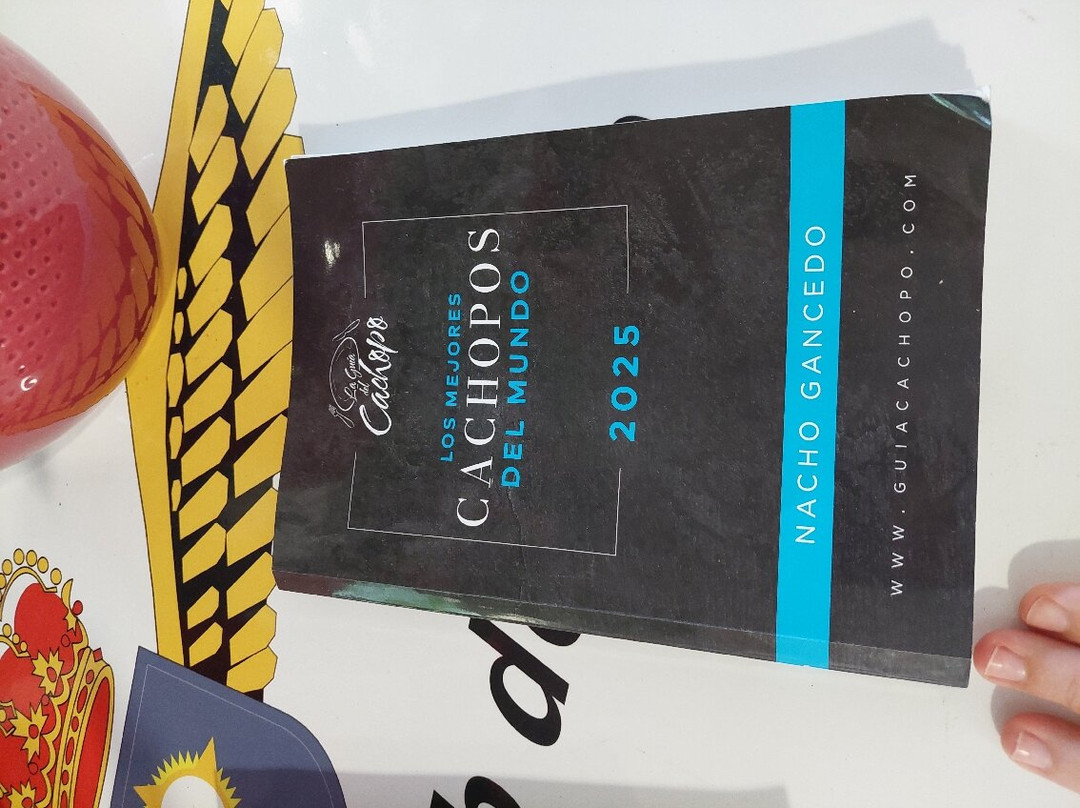 La Guía
del
Cachopo
LOS MEJORES
CACHOPOS
DEL MUNDO
2025
NACHO GANCEDO
WWW.GUIACACHOPO.COM